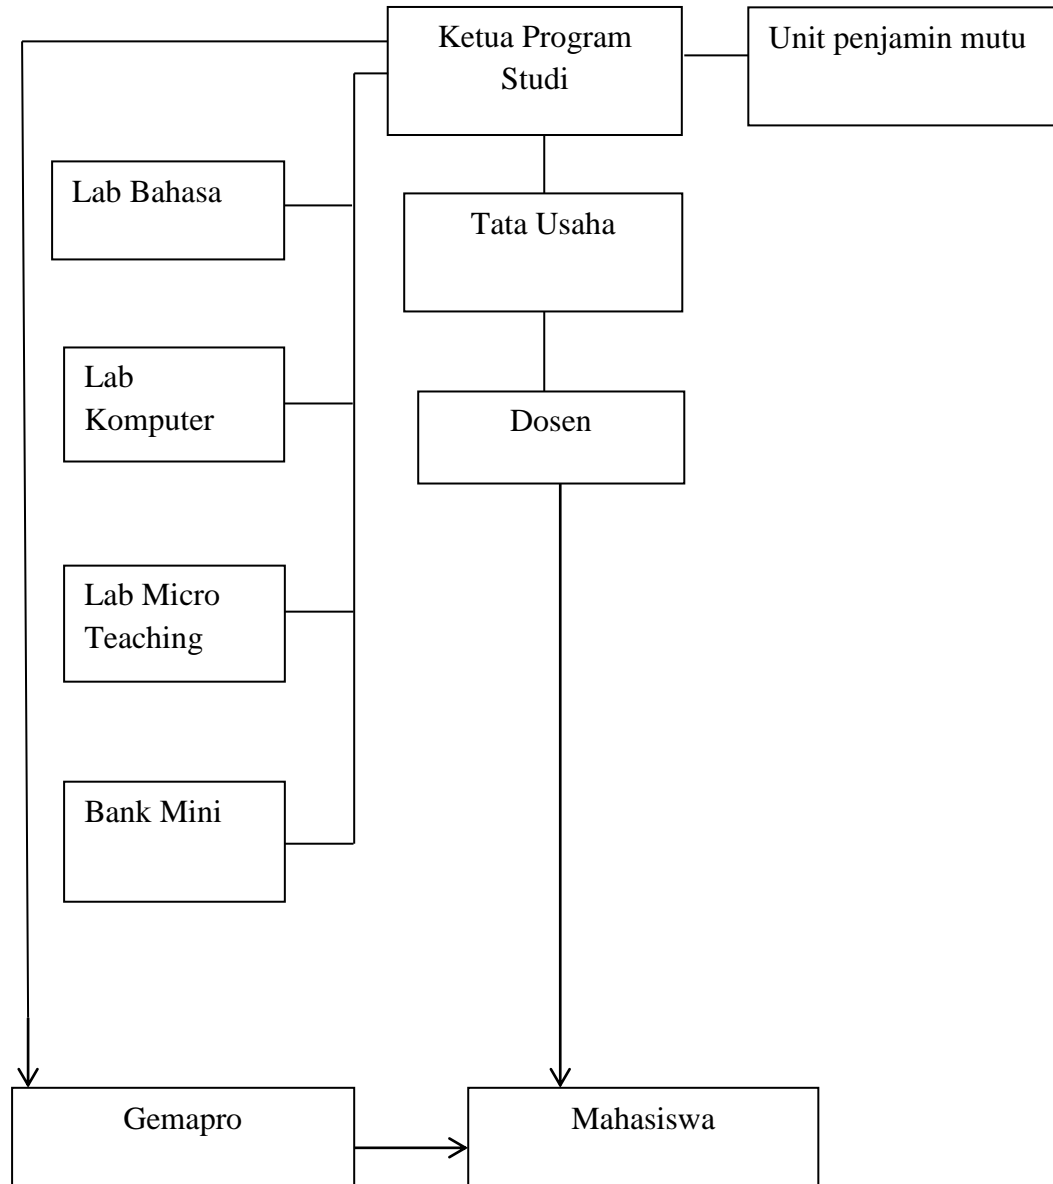 Ketua Program
Studi
Unit penjamin mutu
Lab Bahasa
Tata Usaha
Lab
Komputer
Dosen
Lab Micro
Teaching
Bank Mini
Gemapro
Mahasiswa